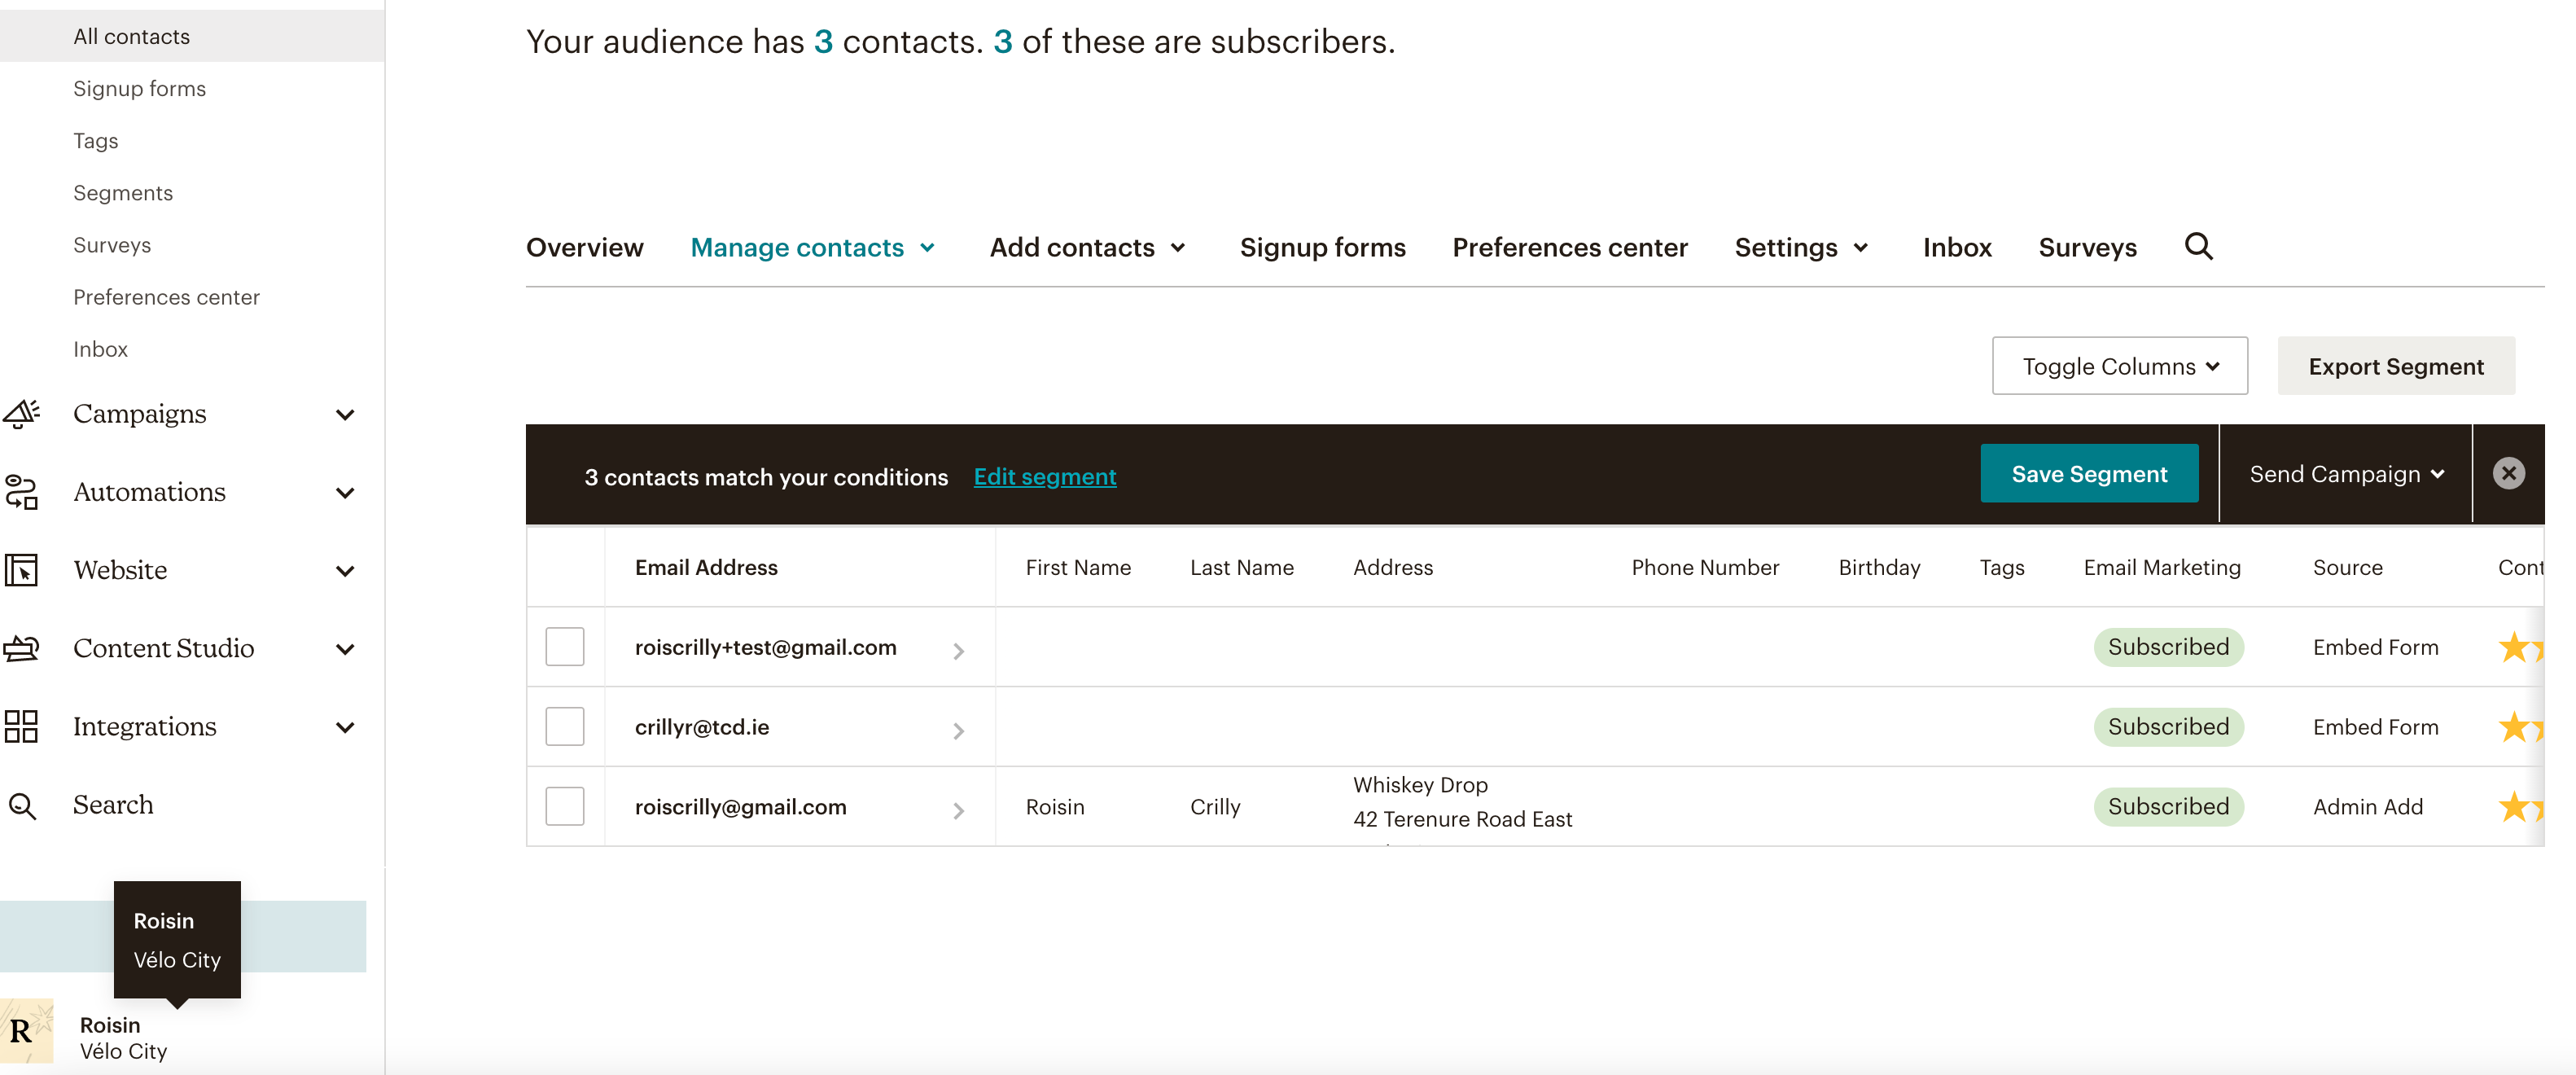 All contacts
Signup forms
Tags
Segments
Surveys
Preferences center
Inbox
Campaigns
Automations
Website
Content Studio
Integrations
Search
Roisin
Vélo City
R
Roisin
Vélo City
Your audience has 3 contacts. 3 of these are subscribers.
Overview Manage contacts Add contacts Signup forms Preferences center Settings Inbox Surveys
Toggle Columns Export Segment
3 contacts match your conditions Edit segment Save Segment Send Campaign
Email Address First Name Last Name Address Phone Number Birthday Tags Email Marketing Source Cont
roiscrilly+test@gmail.com Subscribed Embed Form
crillyr@tcd.ie Subscribed Embed Form
roiscrilly@gmail.com Roisin Crilly Whiskey Drop Subscribed Admin Add
42 Terenure Road East